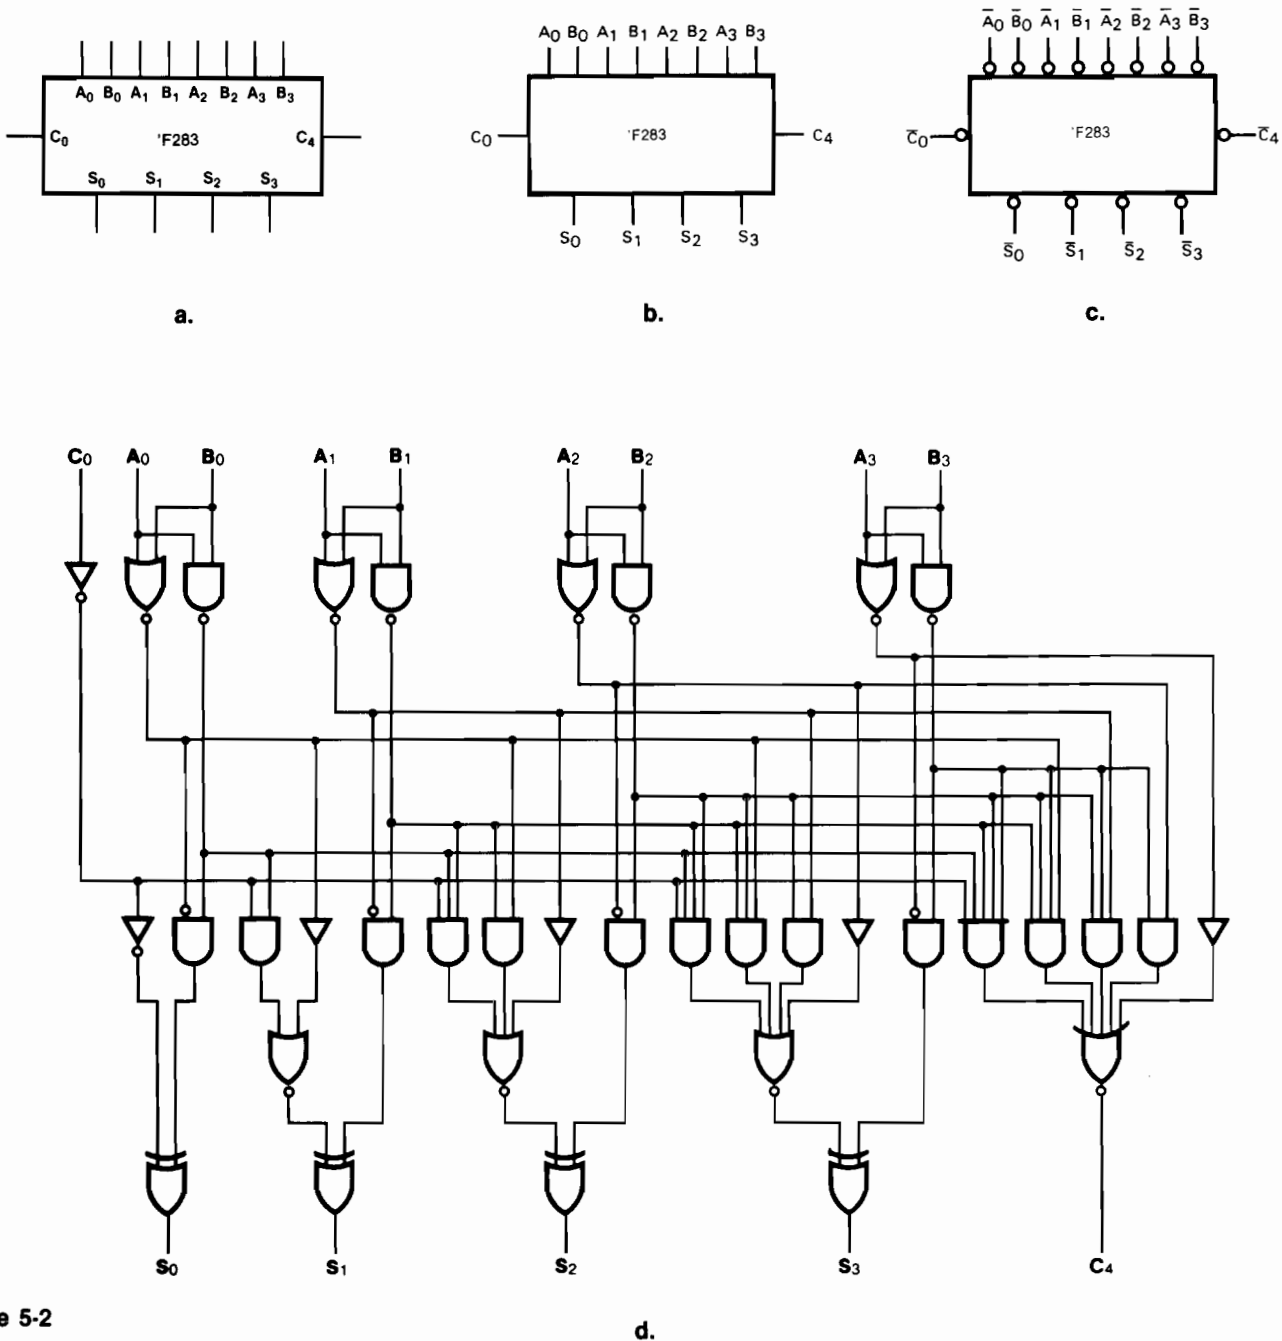 A0 B0 A1 B1 A2 B2 A3 B3
C0 'F283 C4
S0 S1 S2 S3
a.
A0 B0 A1 B1 A2 B2 A3 B3
C0 'F283 C4
S0 S1 S2 S3
b.
A̅0 B̅0 A̅1 B̅1 A̅2 B̅2 A̅3 B̅3
C̅0 'F283 C̅4
S̅0 S̅1 S̅2 S̅3
c.
C0 A0 B0 A1 B1 A2 B2 A3 B3
S0 S1 S2 S3 C4
e 5-2
d.